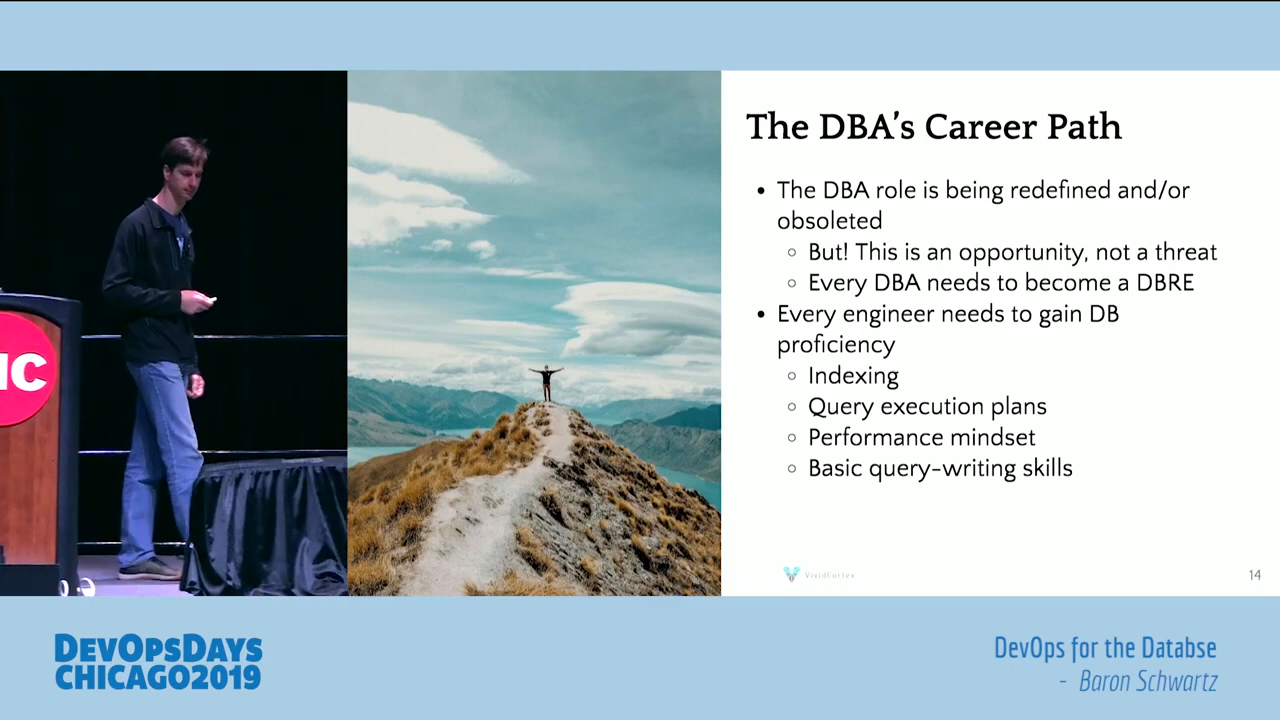 The DBA's Career Path
• The DBA role is being redefined and/or
obsoleted
○ But! This is an opportunity, not a threat
○ Every DBA needs to become a DBRE
• Every engineer needs to gain DB
proficiency
○ Indexing
○ Query execution plans
○ Performance mindset
○ Basic query-writing skills
IC
VividCortex
14
DEVOPSDAYS
CHICAGO2019
DevOps for the Databse
- Baron Schwartz